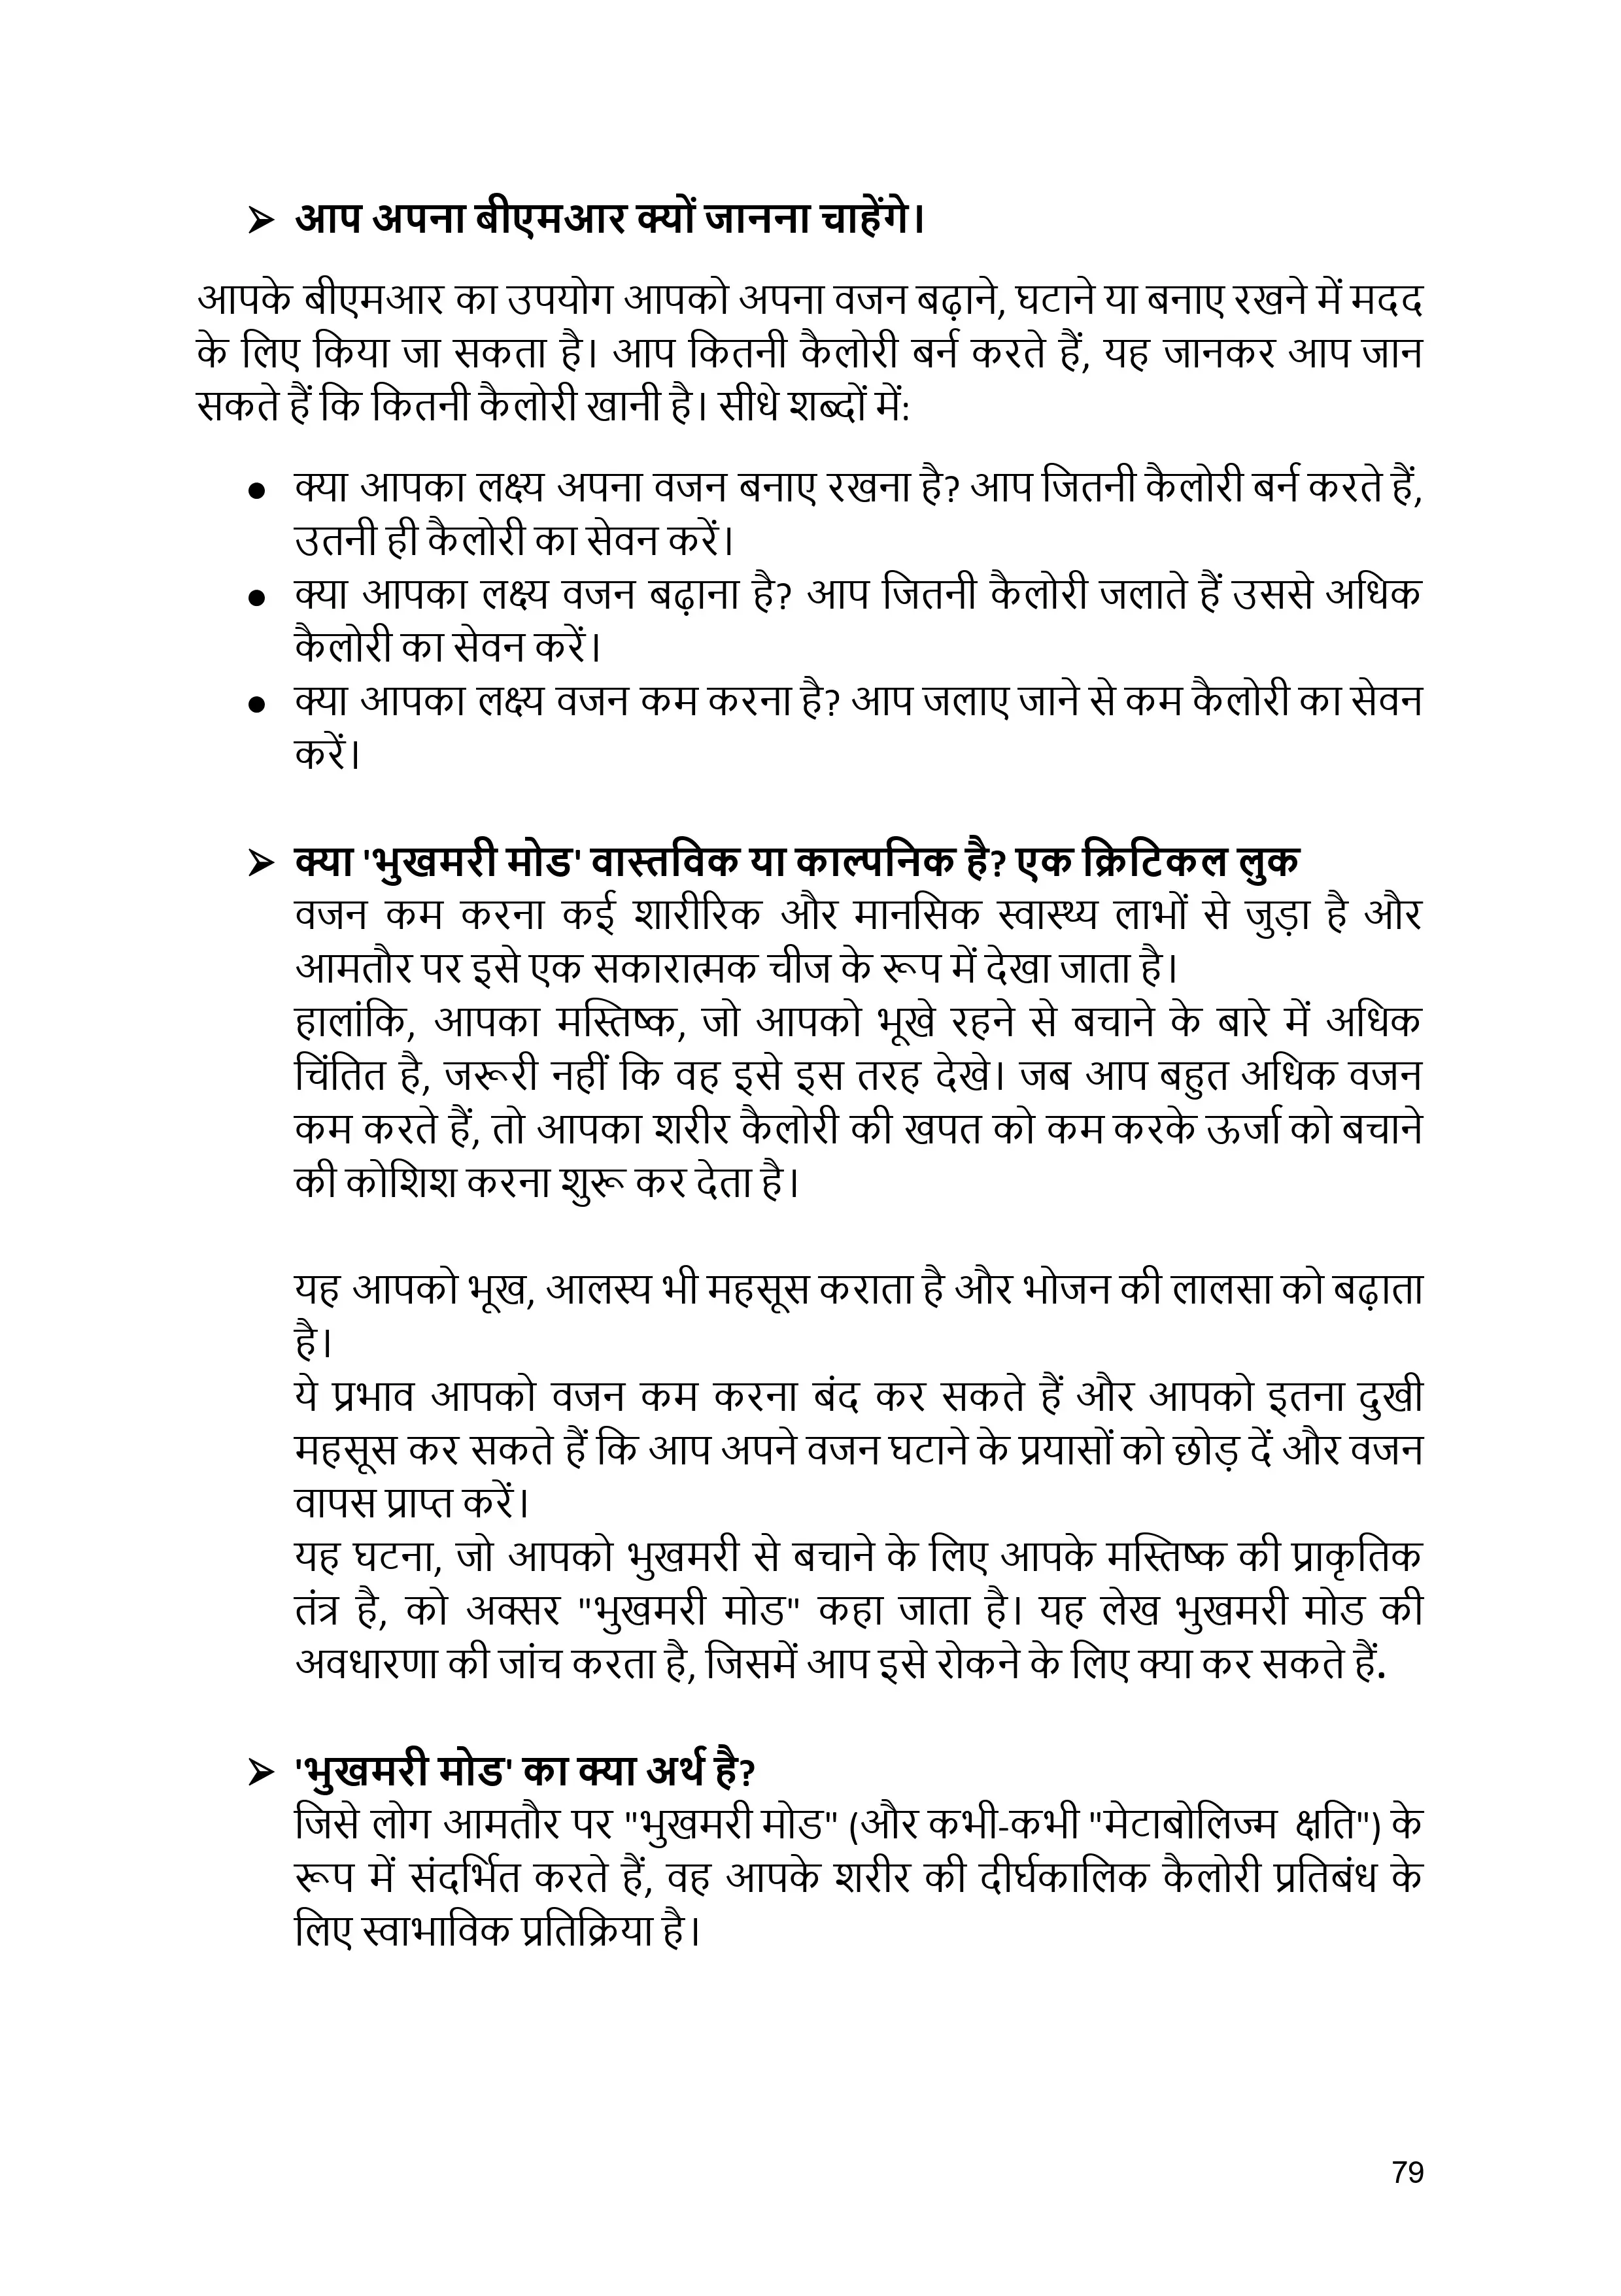 ➢ आप अपना बीएमआर क्यों जानना चाहेंगे।
आपके बीएमआर का उपयोग आपको अपना वजन बढ़ाने, घटाने या बनाए रखने में मदद
के लिए किया जा सकता है। आप कितनी कैलोरी बर्न करते हैं, यह जानकर आप जान
सकते हैं कि कितनी कैलोरी खानी है। सीधे शब्दों में:
● क्या आपका लक्ष्य अपना वजन बनाए रखना है? आप जितनी कैलोरी बर्न करते हैं,
उतनी ही कैलोरी का सेवन करें।
● क्या आपका लक्ष्य वजन बढ़ाना है? आप जितनी कैलोरी जलाते हैं उससे अधिक
कैलोरी का सेवन करें।
● क्या आपका लक्ष्य वजन कम करना है? आप जलाए जाने से कम कैलोरी का सेवन
करें।
➢ क्या 'भुखमरी मोड' वास्तविक या काल्पनिक है? एक क्रिटिकल लुक
वजन कम करना कई शारीरिक और मानसिक स्वास्थ्य लाभों से जुड़ा है और
आमतौर पर इसे एक सकारात्मक चीज के रूप में देखा जाता है।
हालांकि, आपका मस्तिष्क, जो आपको भूखे रहने से बचाने के बारे में अधिक
चिंतित है, जरूरी नहीं कि वह इसे इस तरह देखे। जब आप बहुत अधिक वजन
कम करते हैं, तो आपका शरीर कैलोरी की खपत को कम करके ऊर्जा को बचाने
की कोशिश करना शुरू कर देता है।
यह आपको भूख, आलस्य भी महसूस कराता है और भोजन की लालसा को बढ़ाता
है।
ये प्रभाव आपको वजन कम करना बंद कर सकते हैं और आपको इतना दुखी
महसूस कर सकते हैं कि आप अपने वजन घटाने के प्रयासों को छोड़ दें और वजन
वापस प्राप्त करें।
यह घटना, जो आपको भुखमरी से बचाने के लिए आपके मस्तिष्क की प्राकृतिक
तंत्र है, को अक्सर "भुखमरी मोड" कहा जाता है। यह लेख भुखमरी मोड की
अवधारणा की जांच करता है, जिसमें आप इसे रोकने के लिए क्या कर सकते हैं.
➢ 'भुखमरी मोड' का क्या अर्थ है?
जिसे लोग आमतौर पर "भुखमरी मोड" (और कभी-कभी "मेटाबोलिज्म क्षति") के
रूप में संदर्भित करते हैं, वह आपके शरीर की दीर्घकालिक कैलोरी प्रतिबंध के
लिए स्वाभाविक प्रतिक्रिया है।
79